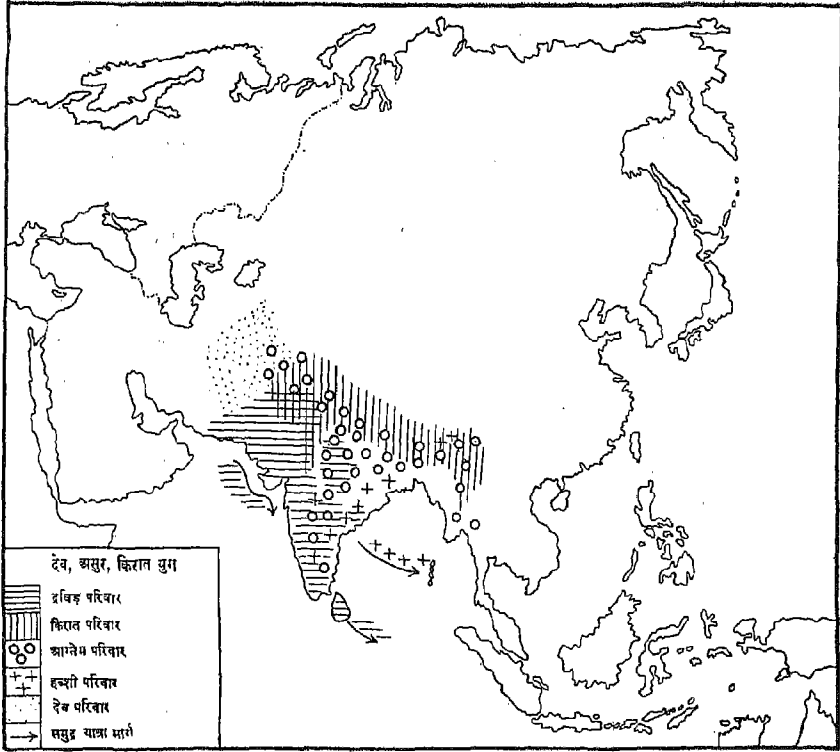 देव, असुर, किरात युग
द्रविड़ परिवार
किरात परिवार
आग्नेय परिवार
हब्शी परिवार
देव परिवार
समुद्र यात्रा मार्ग